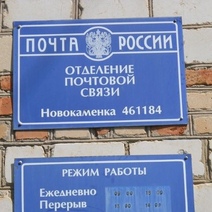 ПОЧТА РОССИИ
ОТДЕЛЕНИЕ
ПОЧТОВОЙ
СВЯЗИ
Новокаменка 461184
РЕЖИМ РАБОТЫ
Ежедневно
Перерыв